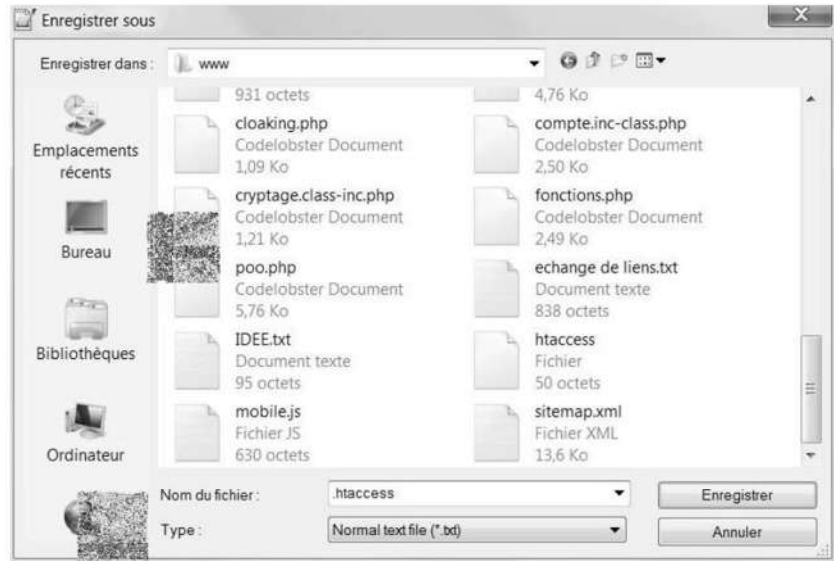 Enregistrer sous
Enregistrer dans :
www
931 octets
4,76 Ko
cloaking.php
Codelobster Document
1,09 Ko
compte.inc-class.php
Codelobster Document
2,50 Ko
cryptage.class-inc.php
Codelobster Document
1,21 Ko
fonctions.php
Codelobster Document
2,49 Ko
poo.php
Codelobster Document
5,76 Ko
echange de liens.txt
Document texte
838 octets
IDEE.txt
Document texte
95 octets
htaccess
Fichier
50 octets
mobile.js
Fichier JS
630 octets
sitemap.xml
Fichier XML
13,6 Ko
Emplacements
récents
Bureau
Bibliothèques
Ordinateur
Nom du fichier :
.htaccess
Enregistrer
Type :
Normal text file (*.txt)
Annuler